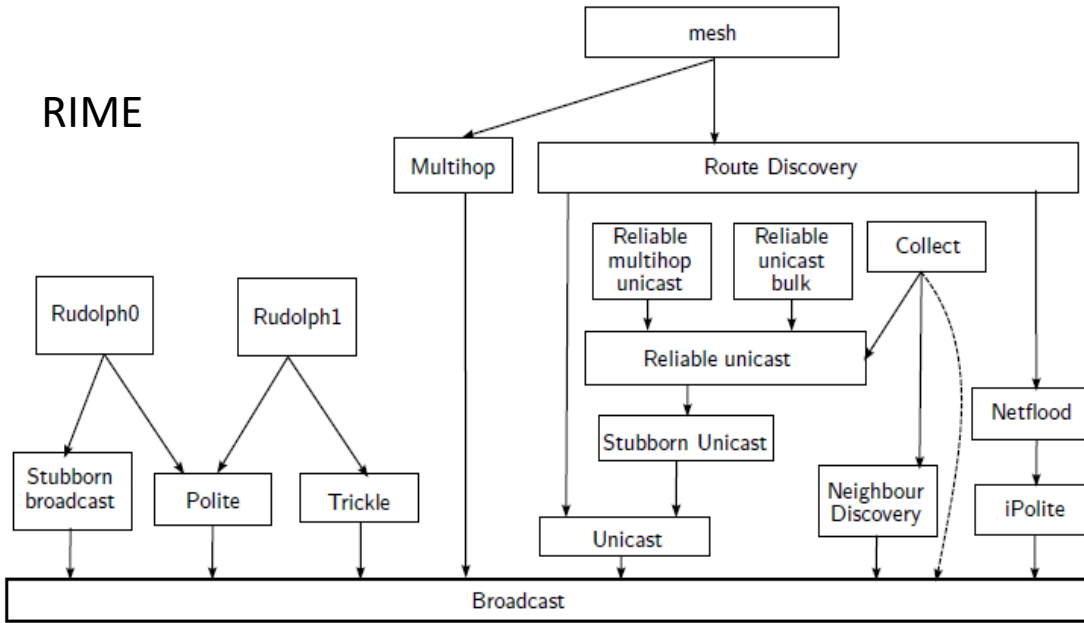 mesh
RIME
Multihop
Route Discovery
Reliable
multihop
unicast
Reliable
unicast
bulk
Collect
Rudolph0
Rudolph1
Reliable unicast
Netflood
Stubborn Unicast
Stubborn
broadcast
Polite
Trickle
Neighbour
Discovery
iPolite
Unicast
Broadcast